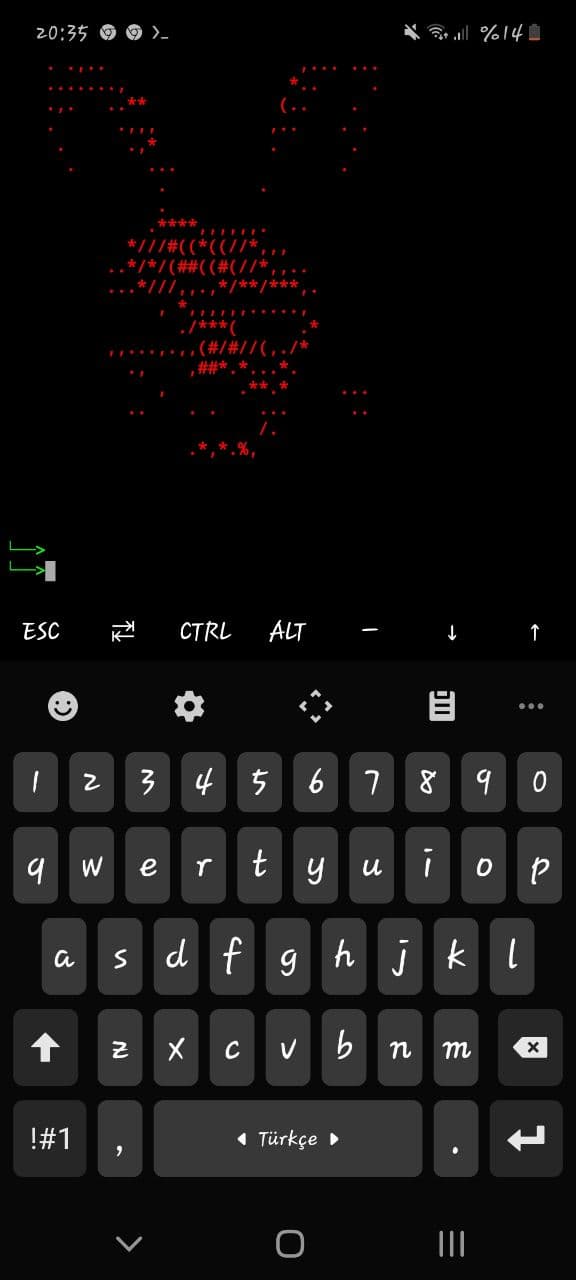 20:35 >_ %14
. .,.. ,... ...
.......,  *.. .
.,. ..** (.. .
. .,,, ,.. . .
. .,* . .
. ... .
. .
.
.****,,,,,,.
*///#((*((//*,,,
..*/*/(##((#(//*,,..
...*///,,.,*/**/***,.
, *,,,,,,.....,
./***( .*
,,...,.,,(#/#//(,./*
., ,##*.*...*.
, .**.* ...
.. . . ... ..
/.
.*,*.%,
└──>
└──>
ESC ⇄ CTRL ALT − ↓ ↑
1 2 3 4 5 6 7 8 9 0
q w e r t y u i o p
a s d f g h j k l
z x c v b n m
!#1 , Türkçe .